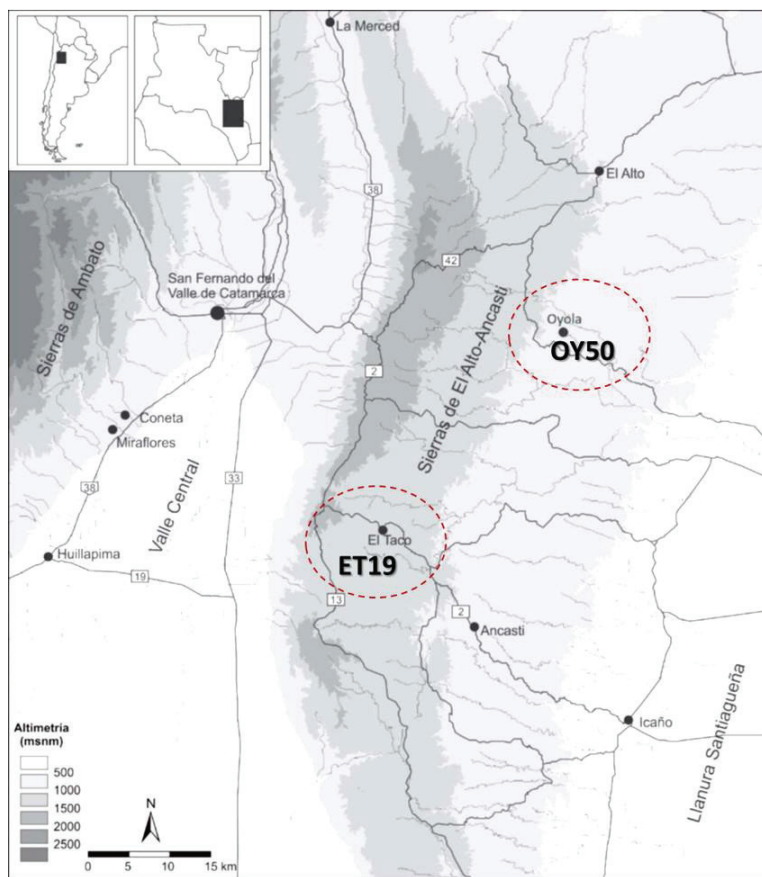 La Merced
38
El Alto
42
San Fernando del
Valle de Catamarca
Sierras de Ambato
Oyola
OY50
2
Sierras de El Alto-Ancasti
Coneta
Miraflores
38
Valle Central
33
El Taco
ET19
Huillapima
19
13
2
Ancasti
Icaño
Llanura Santiagueña
Altimetría
(msnm)
500
1000
1500
2000
2500
N
0 5 10 15 km